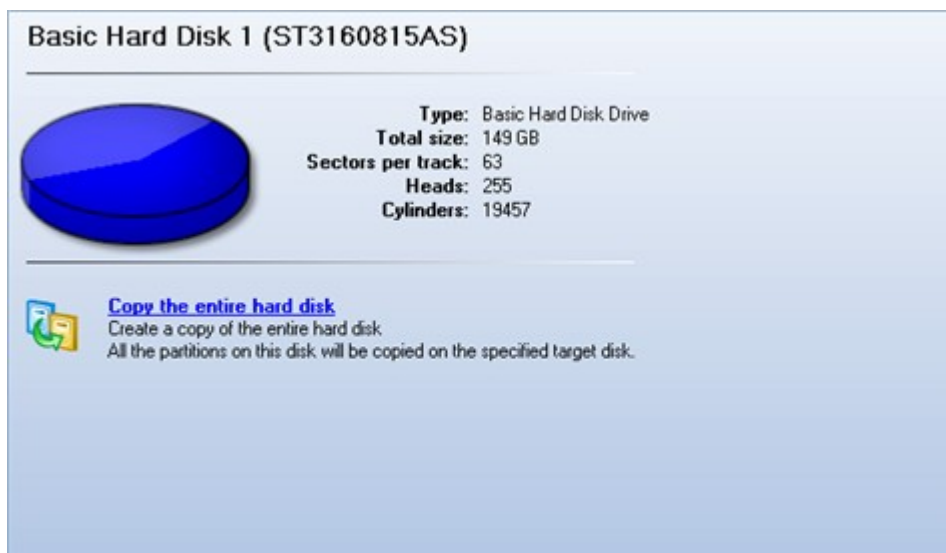 Basic Hard Disk 1 (ST3160815AS)
Type: Basic Hard Disk Drive
Total size: 149 GB
Sectors per track: 63
Heads: 255
Cylinders: 19457
Copy the entire hard disk
Create a copy of the entire hard disk
All the partitions on this disk will be copied on the specified target disk.